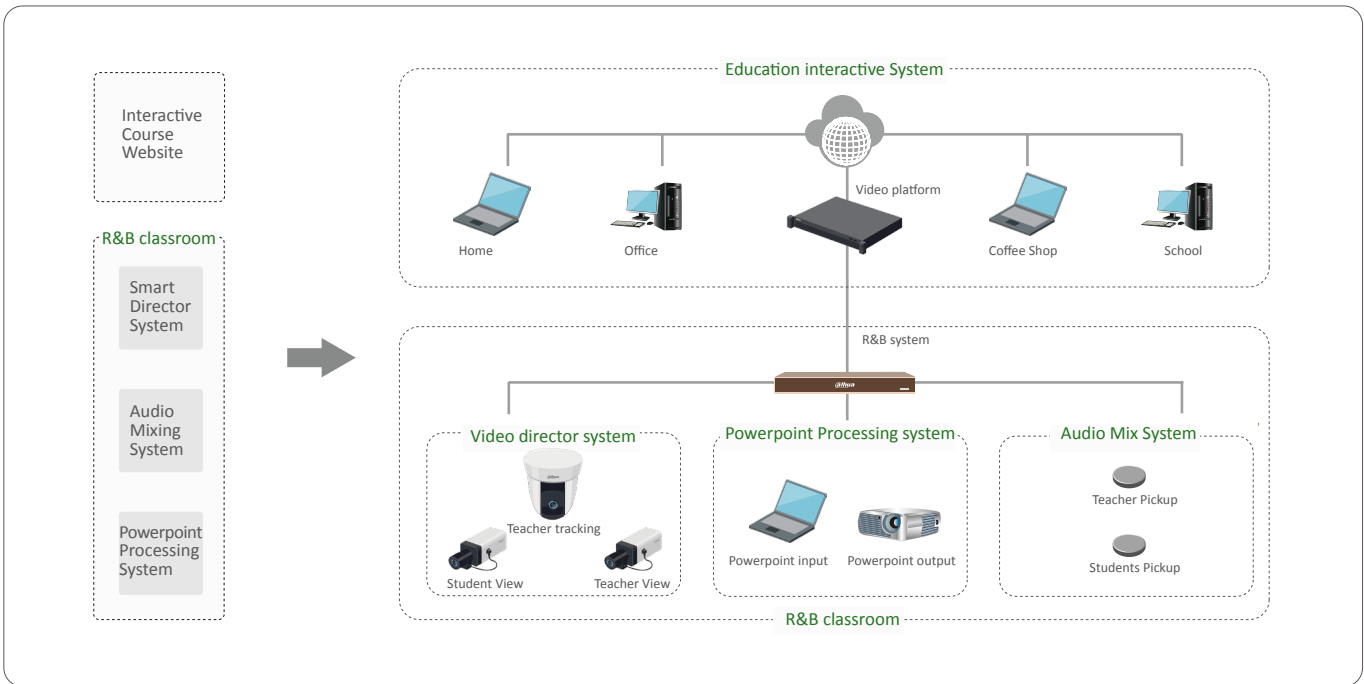 Interactive
Course
Website
R&B classroom
Smart
Director
System
Audio
Mixing
System
Powerpoint
Processing
System
Education interactive System
Video platform
Home
Office
Coffee Shop
School
R&B system
alhua
Video director system
Teacher tracking
Student View
Teacher View
Powerpoint Processing system
Powerpoint input
Powerpoint output
Audio Mix System
Teacher Pickup
Students Pickup
R&B classroom